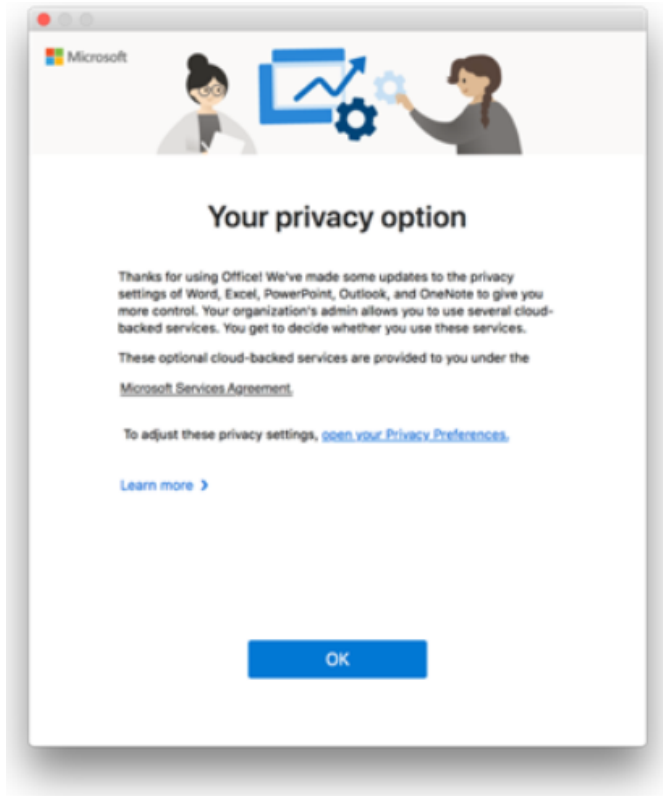 Microsoft
Your privacy option
Thanks for using Office! We've made some updates to the privacy
settings of Word, Excel, PowerPoint, Outlook, and OneNote to give you
more control. Your organization's admin allows you to use several cloud-
backed services. You get to decide whether you use these services.
These optional cloud-backed services are provided to you under the
Microsoft Services Agreement.
To adjust these privacy settings, open your Privacy Preferences.
Learn more >
OK